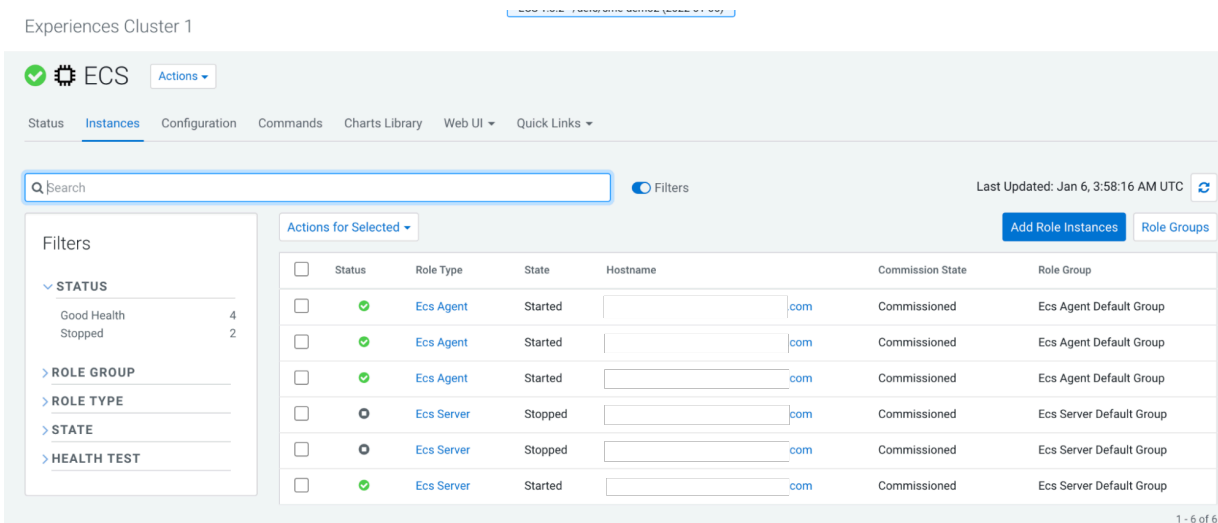 Experiences Cluster 1
ECS
Actions
Status Instances Configuration Commands Charts Library Web UI Quick Links
Search
Filters
Last Updated: Jan 6, 3:58:16 AM UTC
Filters
STATUS
Good Health 4
Stopped 2
ROLE GROUP
ROLE TYPE
STATE
HEALTH TEST
Actions for Selected
Add Role Instances
Role Groups
Status Role Type State Hostname Commission State Role Group
Ecs Agent Started .com Commissioned Ecs Agent Default Group
Ecs Agent Started com Commissioned Ecs Agent Default Group
Ecs Agent Started com Commissioned Ecs Agent Default Group
Ecs Server Stopped com Commissioned Ecs Server Default Group
Ecs Server Stopped com Commissioned Ecs Server Default Group
Ecs Server Started com Commissioned Ecs Server Default Group
1 - 6 of 6